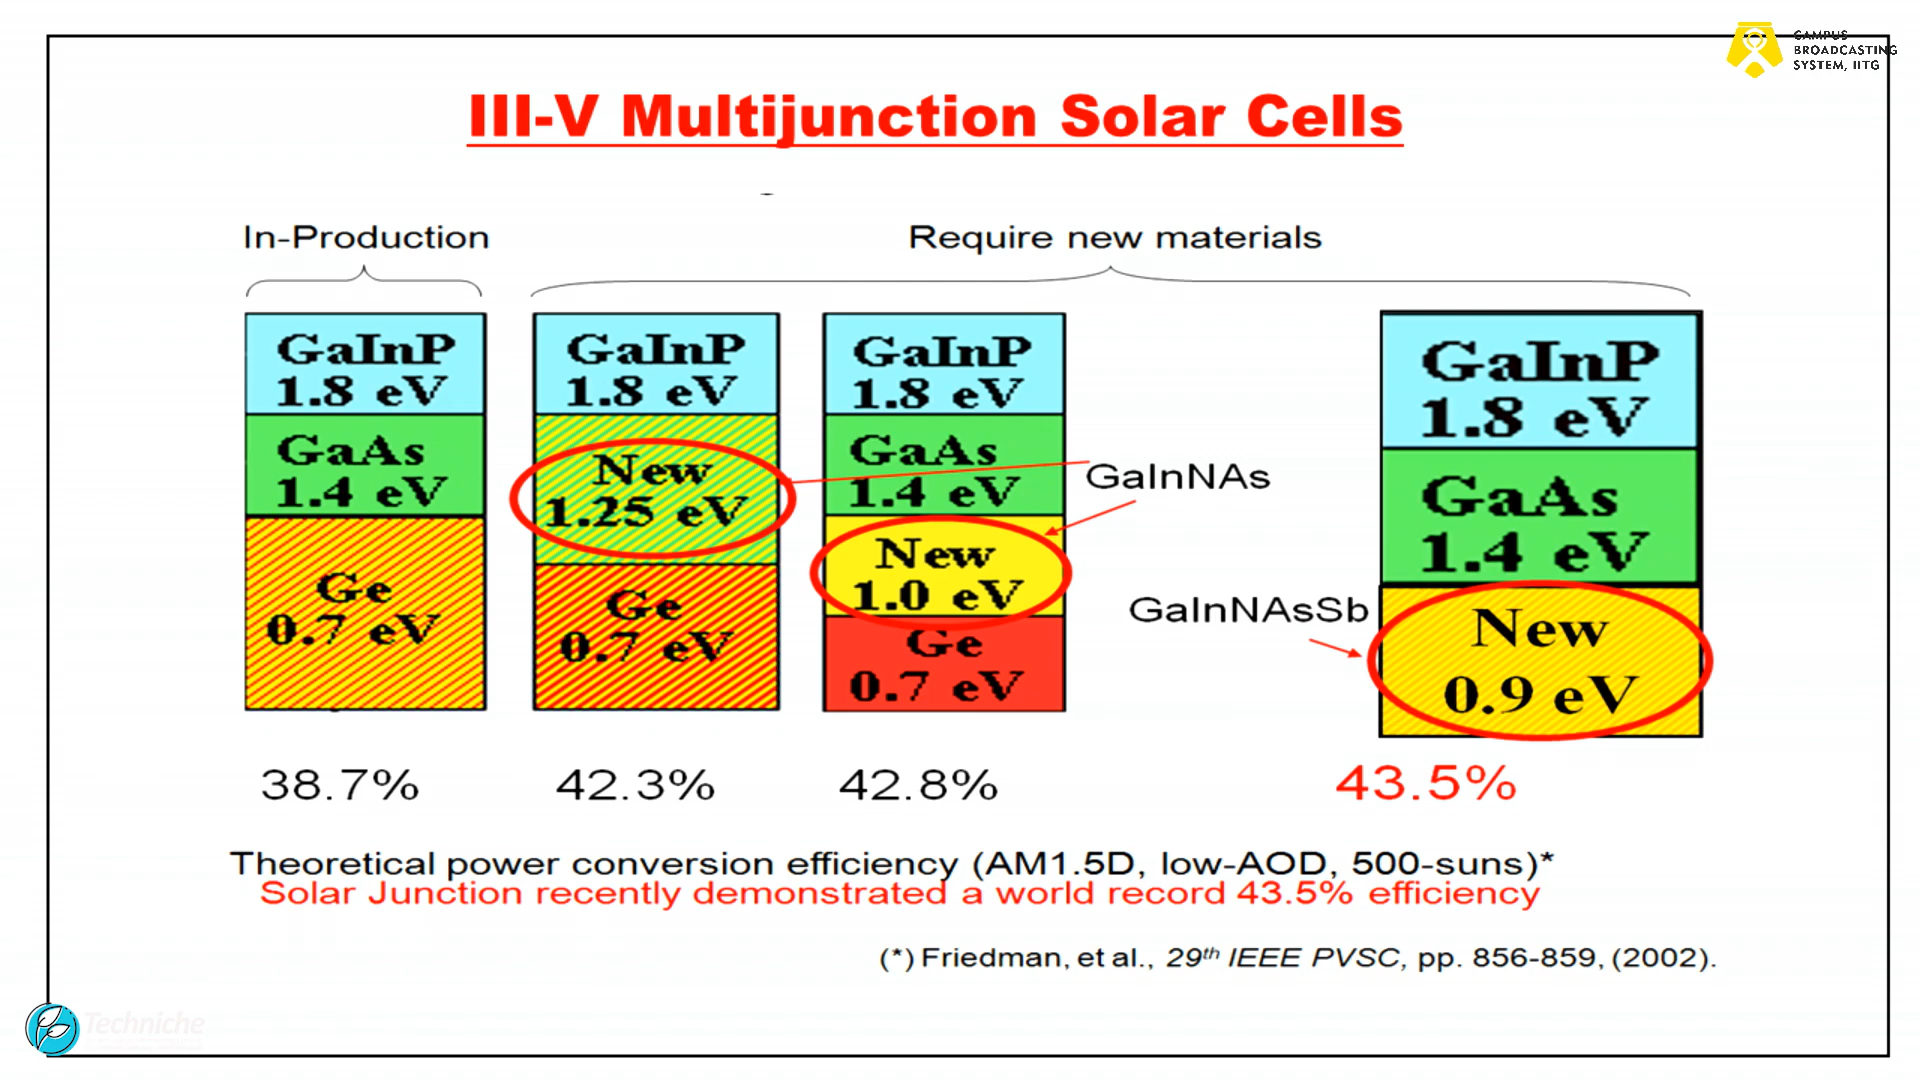 CAMPUS
BROADCASTING
SYSTEM, IITG
III-V Multijunction Solar Cells
In-Production
Require new materials
GaInP
1.8 eV
GaAs
1.4 eV
Ge
0.7 eV
GaInP
1.8 eV
New
1.25 eV
Ge
0.7 eV
GaInP
1.8 eV
GaAs
1.4 eV
New
1.0 eV
Ge
0.7 eV
GaInNAs
GaInNAsSb
GaInP
1.8 eV
GaAs
1.4 eV
New
0.9 eV
38.7%
42.3%
42.8%
43.5%
Theoretical power conversion efficiency (AM1.5D, low-AOD, 500-suns)*
Solar Junction recently demonstrated a world record 43.5% efficiency
(*) Friedman, et al., 29th IEEE PVSC, pp. 856-859, (2002).
Techniche